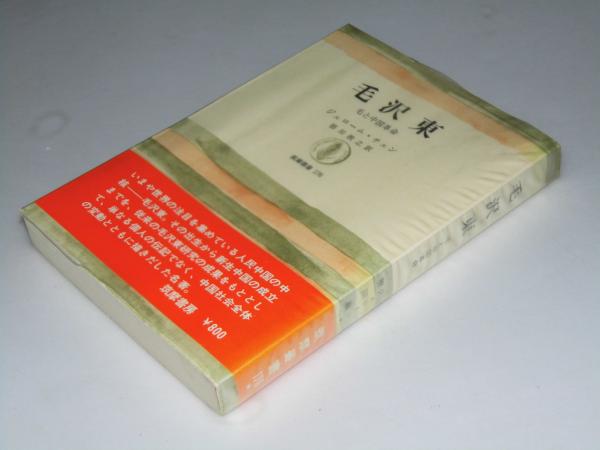 毛沢東
毛と中国革命
ジェローム・チェン
徳田教之訳
筑摩叢書 176
いまや世界の注目を集めている人民中国の中
核――毛沢東。その出生から新生中国の成立
までを、従来の毛沢東研究の成果をもととし
て、単なる個人の伝記でなく、中国社会全体
の変動とともに描きだした名著。
筑摩書房
¥800
毛沢東